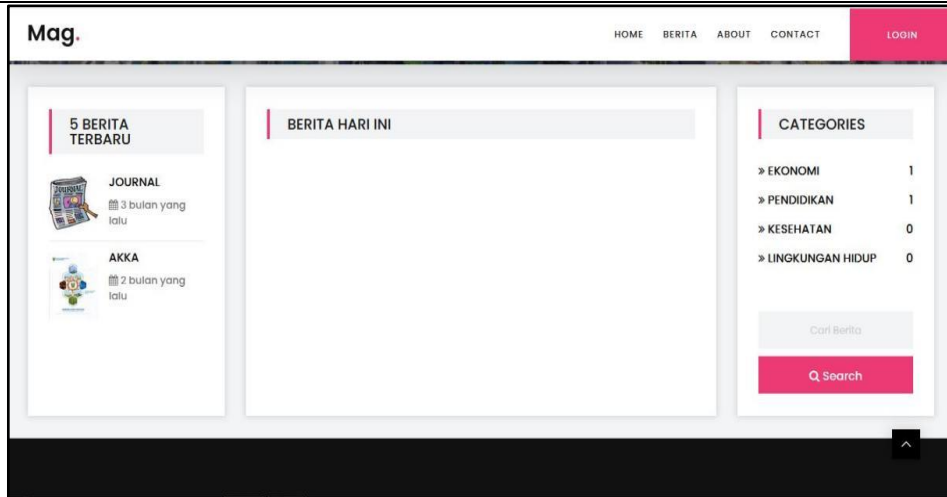 Mag.
HOME BERITA ABOUT CONTACT LOGIN
5 BERITA
TERBARU
JOURNAL
3 bulan yang
lalu
AKKA
2 bulan yang
lalu
BERITA HARI INI
CATEGORIES
» EKONOMI 1
» PENDIDIKAN 1
» KESEHATAN 0
» LINGKUNGAN HIDUP 0
Cari Berita
Search